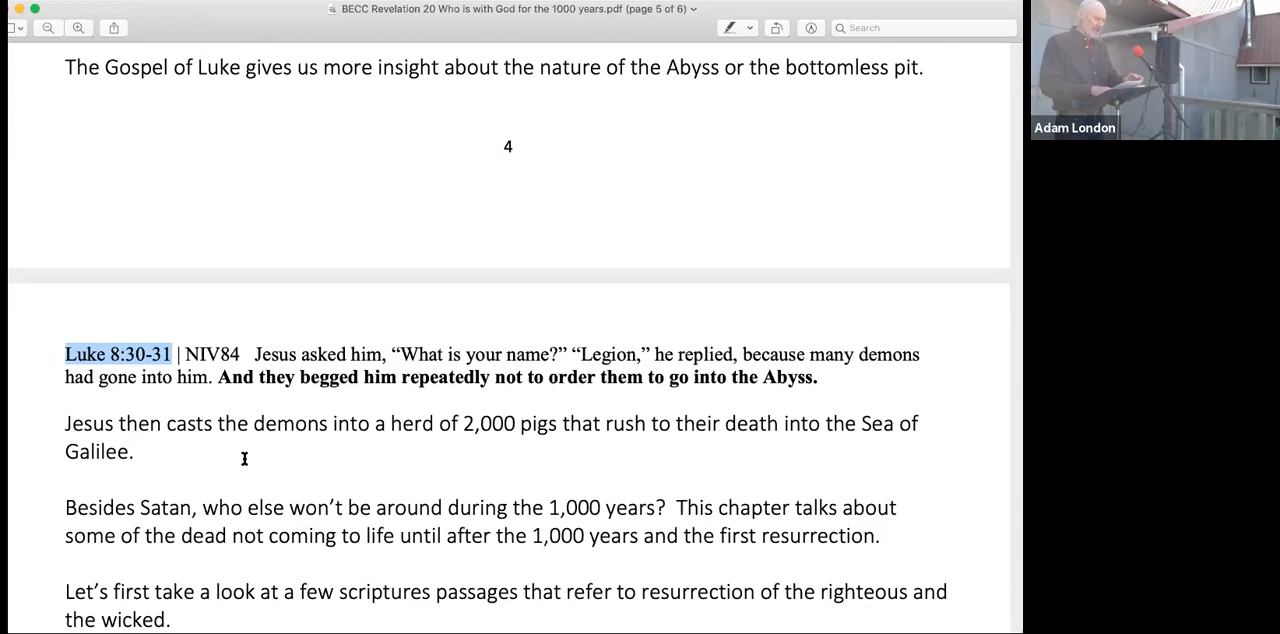 BECC Revelation 20 Who is with God for the 1000 years.pdf (page 5 of 6)
Search
The Gospel of Luke gives us more insight about the nature of the Abyss or the bottomless pit.
Adam London
4
Luke 8:30-31 | NIV84 Jesus asked him, “What is your name?” “Legion,” he replied, because many demons
had gone into him. And they begged him repeatedly not to order them to go into the Abyss.
Jesus then casts the demons into a herd of 2,000 pigs that rush to their death into the Sea of
Galilee.
Besides Satan, who else won’t be around during the 1,000 years? This chapter talks about
some of the dead not coming to life until after the 1,000 years and the first resurrection.
Let’s first take a look at a few scriptures passages that refer to resurrection of the righteous and
the wicked.